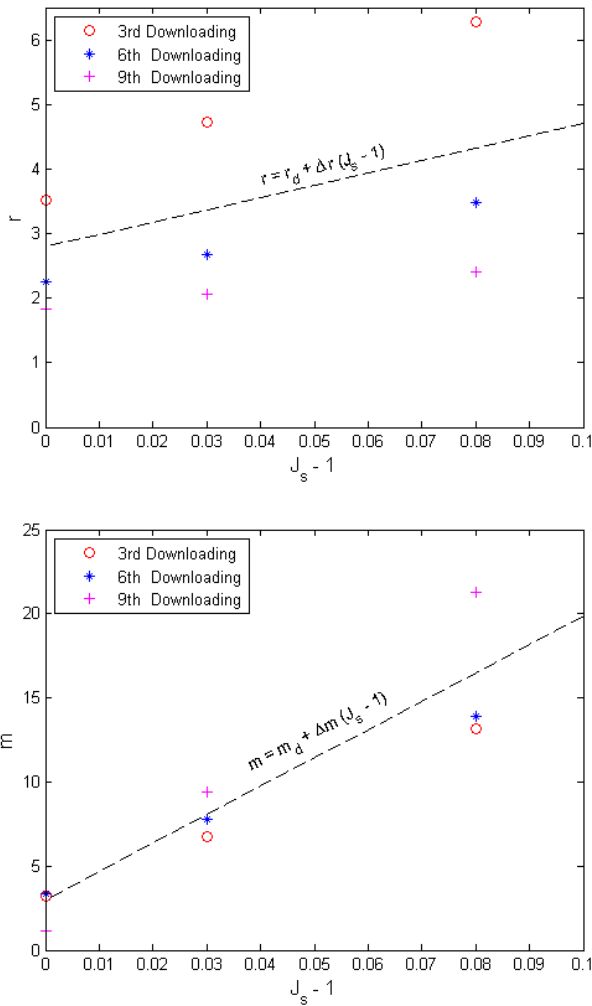 6
5
4
3
2
1
0
r
3rd Downloading
6th Downloading
9th Downloading
r = r_d + Δr (J_s - 1)
0 0.01 0.02 0.03 0.04 0.05 0.06 0.07 0.08 0.09 0.1
J_s - 1
25
20
15
10
5
0
m
3rd Downloading
6th Downloading
9th Downloading
m = m_d + Δm (J_s - 1)
0 0.01 0.02 0.03 0.04 0.05 0.06 0.07 0.08 0.09 0.1
J_s - 1